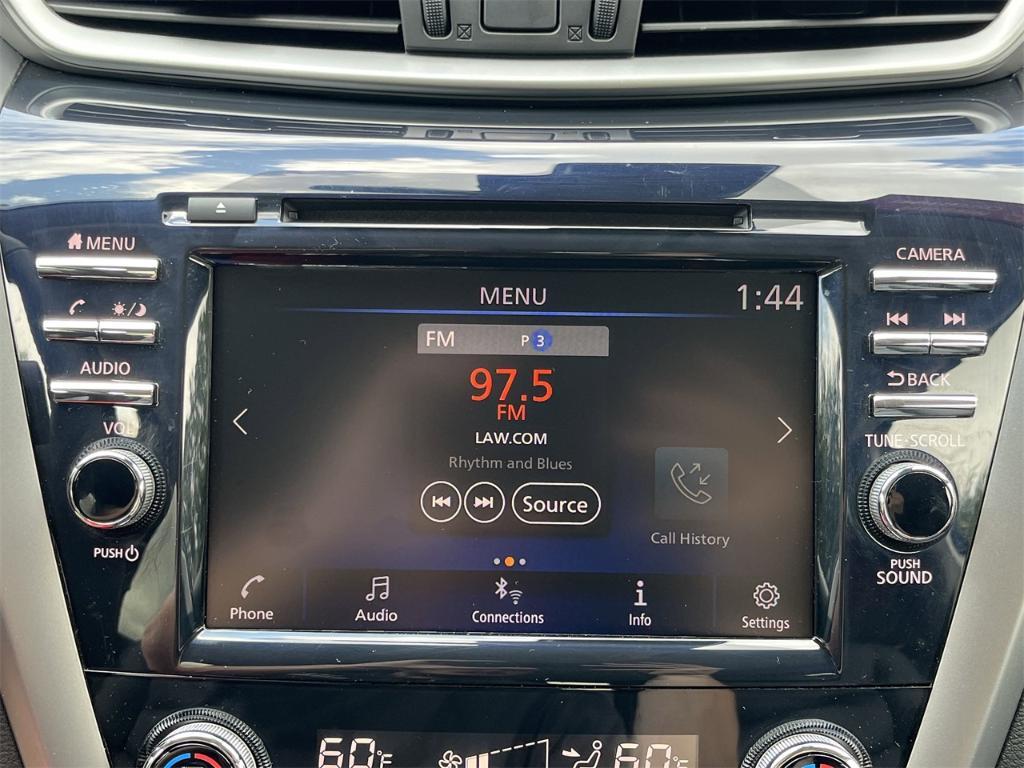 MENU
CAMERA
MENU 1:44
FM P 3
97.5
FM
AUDIO
BACK
LAW.COM
VOL
TUNE·SCROLL
Rhythm and Blues
Source
Call History
PUSH
PUSH
SOUND
Phone Audio Connections Info Settings
60°F 60°F